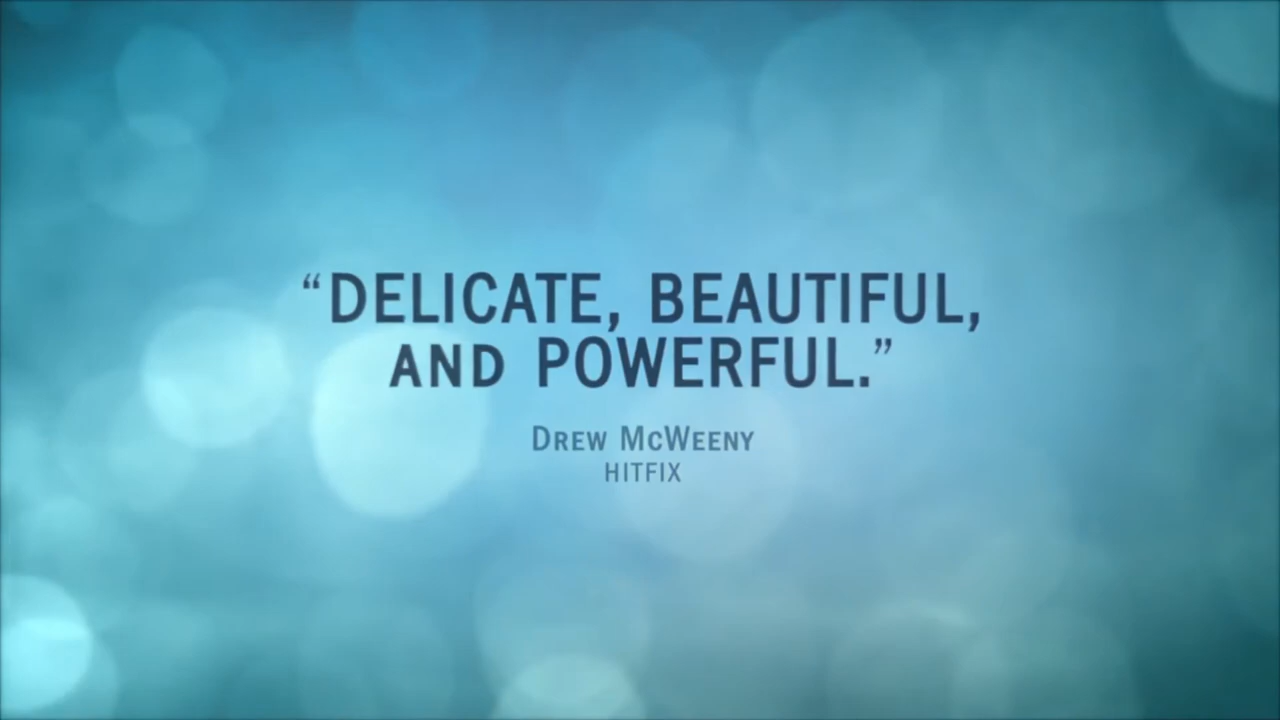 “DELICATE, BEAUTIFUL,
AND POWERFUL.”
DREW MCWEENY
HITFIX